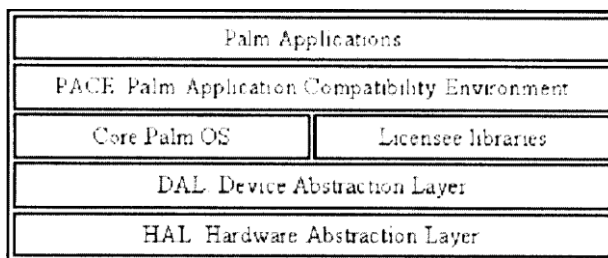 Palm Applications
PACE Palm Application Compatibility Environment
Core Palm OS
Licensee libraries
DAL Device Abstraction Layer
HAL Hardware Abstraction Layer